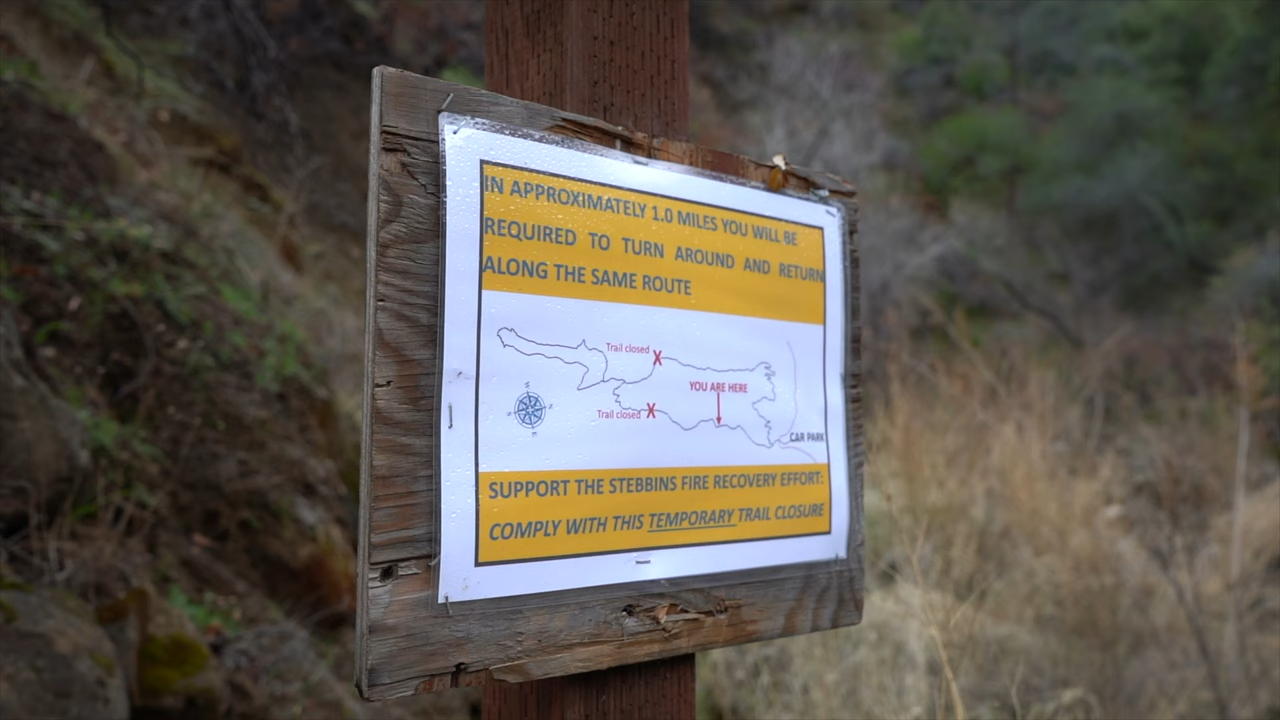 IN APPROXIMATELY 1.0 MILES YOU WILL BE
REQUIRED TO TURN AROUND AND RETURN
ALONG THE SAME ROUTE
Trail closed X
YOU ARE HERE
Trail closed X
CAR PARK
SUPPORT THE STEBBINS FIRE RECOVERY EFFORT:
COMPLY WITH THIS TEMPORARY TRAIL CLOSURE